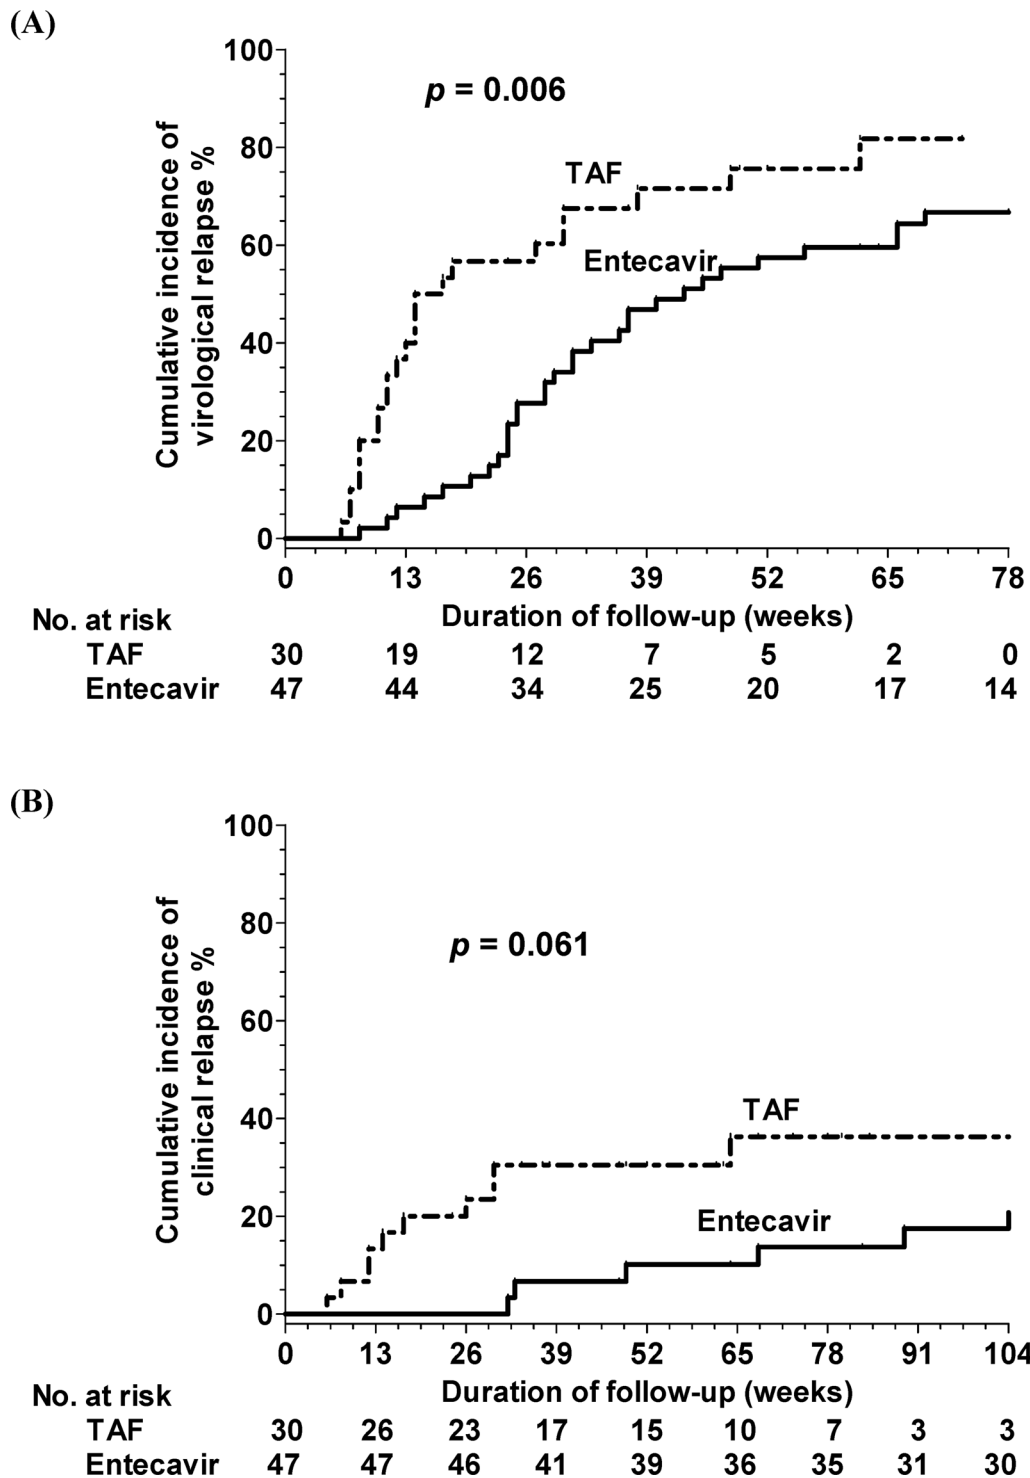 (A)
Cumulative incidence of
virological relapse %
100
80
60
40
20
0
p = 0.006
TAF
Entecavir
0 13 26 39 52 65 78
Duration of follow-up (weeks)
No. at risk
TAF 30 19 12 7 5 2 0
Entecavir 47 44 34 25 20 17 14
(B)
Cumulative incidence of
clinical relapse %
100
80
60
40
20
0
p = 0.061
TAF
Entecavir
0 13 26 39 52 65 78 91 104
Duration of follow-up (weeks)
No. at risk
TAF 30 26 23 17 15 10 7 3 3
Entecavir 47 47 46 41 39 36 35 31 30